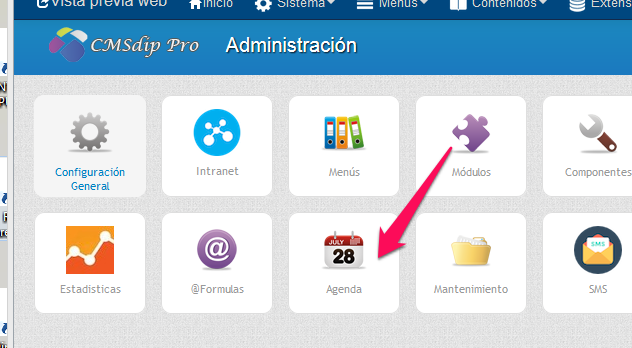 Vista previa web
Inicio
Sistema
Menús
Contenidos
Extens
CMSdip Pro
Administración
Configuración
General
Intranet
Menús
Módulos
Componentes
JULY
28
Estadisticas
@
@Formulas
Agenda
Mantenimiento
SMS
SMS